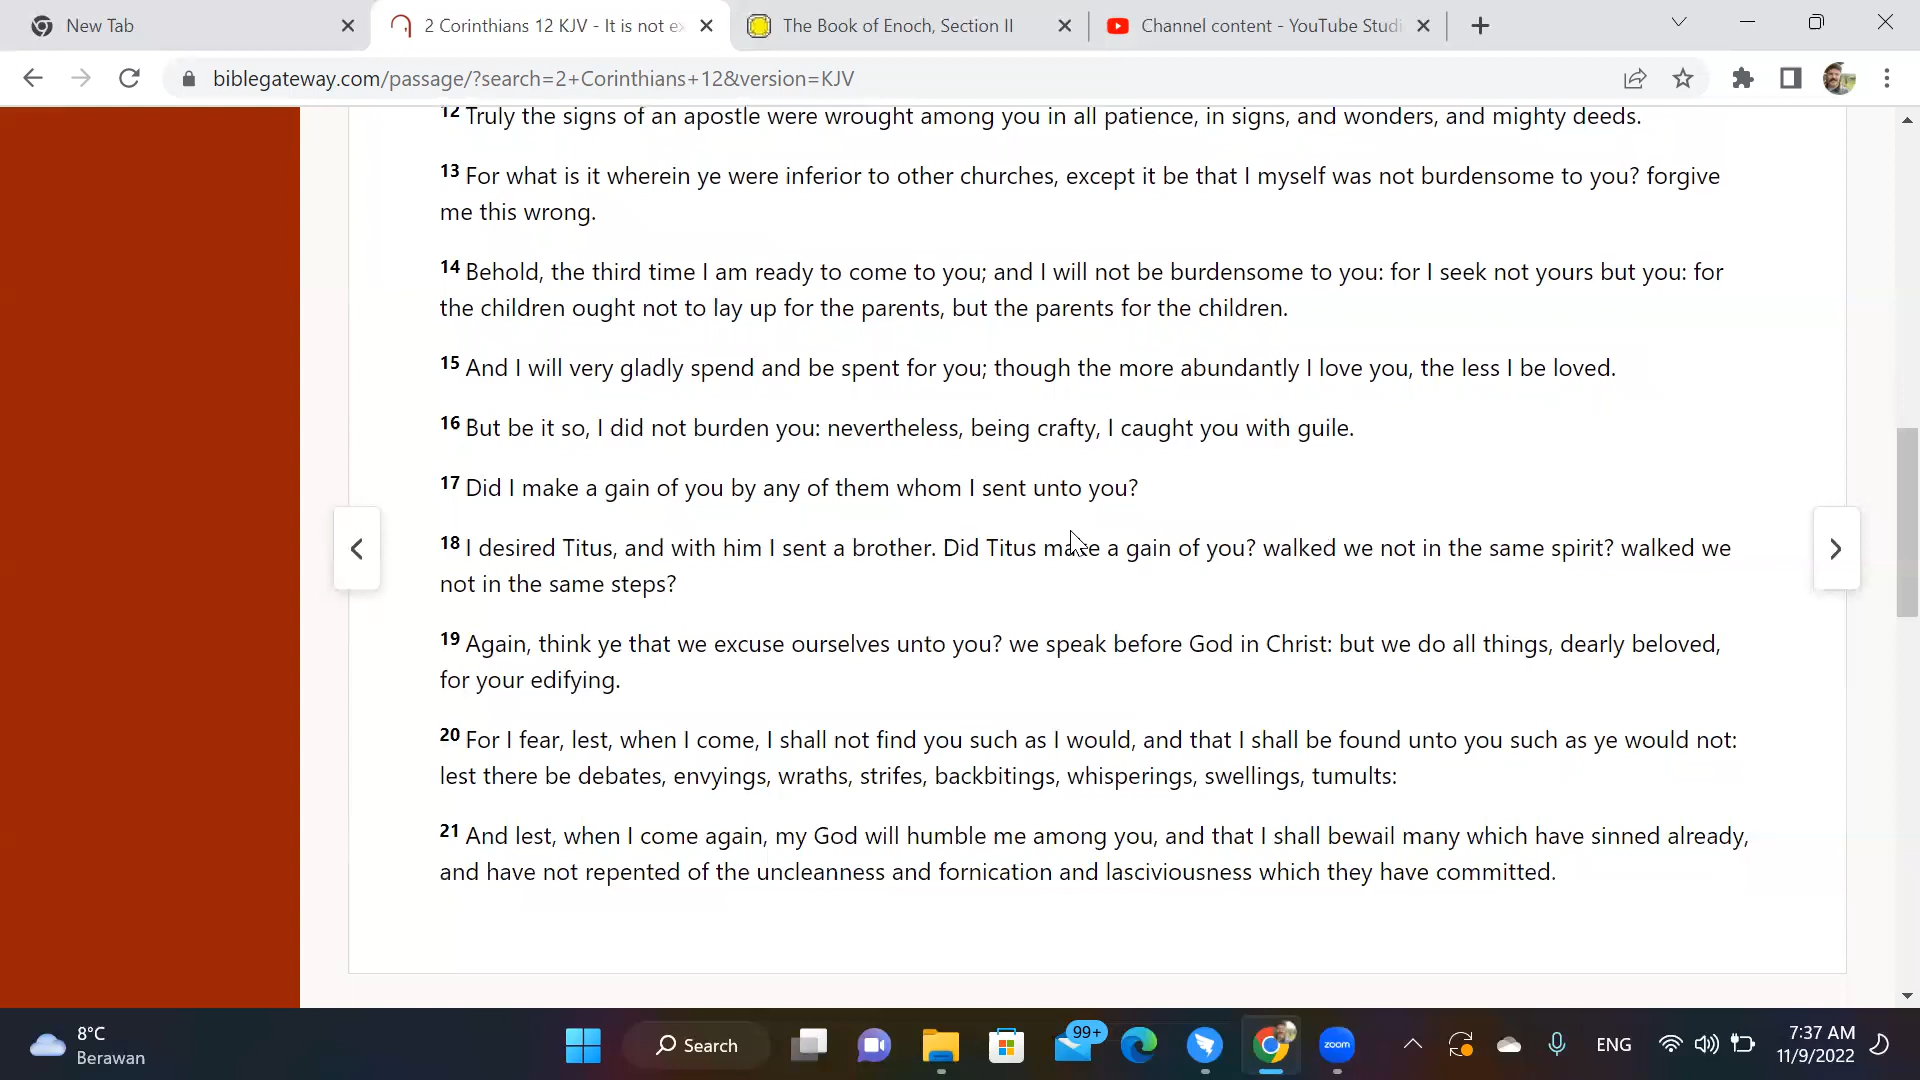 New Tab
2 Corinthians 12 KJV - It is not ex
The Book of Enoch, Section II
Channel content - YouTube Studi
biblegateway.com/passage/?search=2+Corinthians+12&version=KJV
12 Truly the signs of an apostle were wrought among you in all patience, in signs, and wonders, and mighty deeds.
13 For what is it wherein ye were inferior to other churches, except it be that I myself was not burdensome to you? forgive
me this wrong.
14 Behold, the third time I am ready to come to you; and I will not be burdensome to you: for I seek not yours but you: for
the children ought not to lay up for the parents, but the parents for the children.
15 And I will very gladly spend and be spent for you; though the more abundantly I love you, the less I be loved.
16 But be it so, I did not burden you: nevertheless, being crafty, I caught you with guile.
17 Did I make a gain of you by any of them whom I sent unto you?
18 I desired Titus, and with him I sent a brother. Did Titus make a gain of you? walked we not in the same spirit? walked we
not in the same steps?
19 Again, think ye that we excuse ourselves unto you? we speak before God in Christ: but we do all things, dearly beloved,
for your edifying.
20 For I fear, lest, when I come, I shall not find you such as I would, and that I shall be found unto you such as ye would not:
lest there be debates, envyings, wraths, strifes, backbitings, whisperings, swellings, tumults:
21 And lest, when I come again, my God will humble me among you, and that I shall bewail many which have sinned already,
and have not repented of the uncleanness and fornication and lasciviousness which they have committed.
8°C
Berawan
Search
99+
zoom
ENG
7:37 AM
11/9/2022